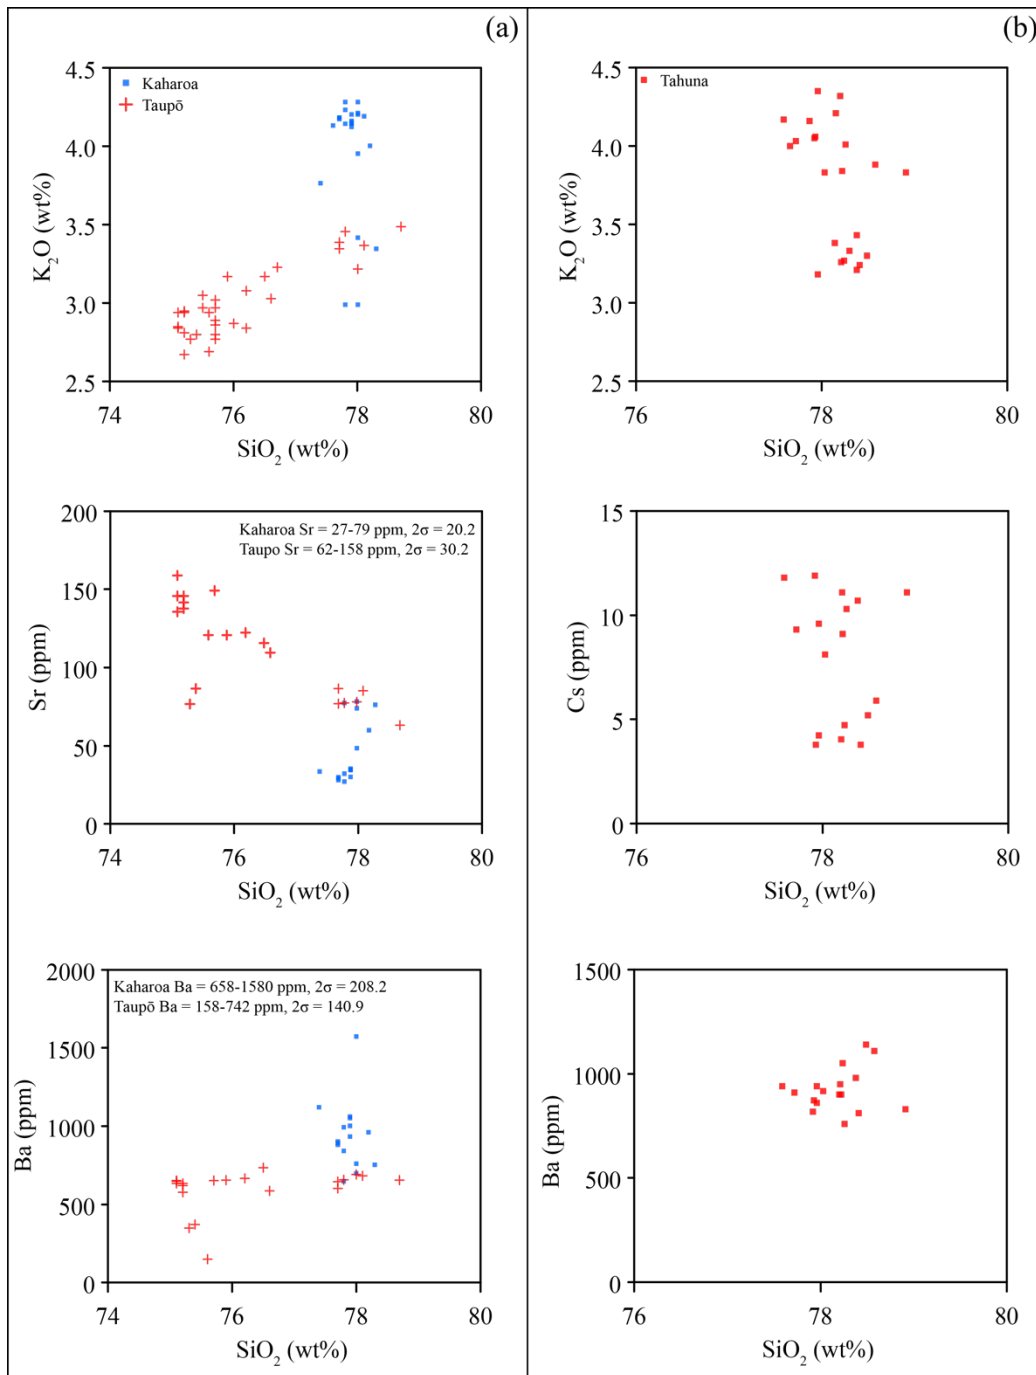 (a)
4.5
4.0
3.5
3.0
2.5
K2O (wt%)
Kaharoa
Taupō
74
76
78
80
SiO2 (wt%)
200
150
100
50
0
Sr (ppm)
Kaharoa Sr = 27-79 ppm, 2σ = 20.2
Taupo Sr = 62-158 ppm, 2σ = 30.2
74
76
78
80
SiO2 (wt%)
2000
1500
1000
500
0
Ba (ppm)
Kaharoa Ba = 658-1580 ppm, 2σ = 208.2
Taupō Ba = 158-742 ppm, 2σ = 140.9
74
76
78
80
SiO2 (wt%)
(b)
4.5
4.0
3.5
3.0
2.5
K2O (wt%)
Tahuna
76
78
80
SiO2 (wt%)
15
10
5
0
Cs (ppm)
76
78
80
SiO2 (wt%)
1500
1000
500
0
Ba (ppm)
76
78
80
SiO2 (wt%)